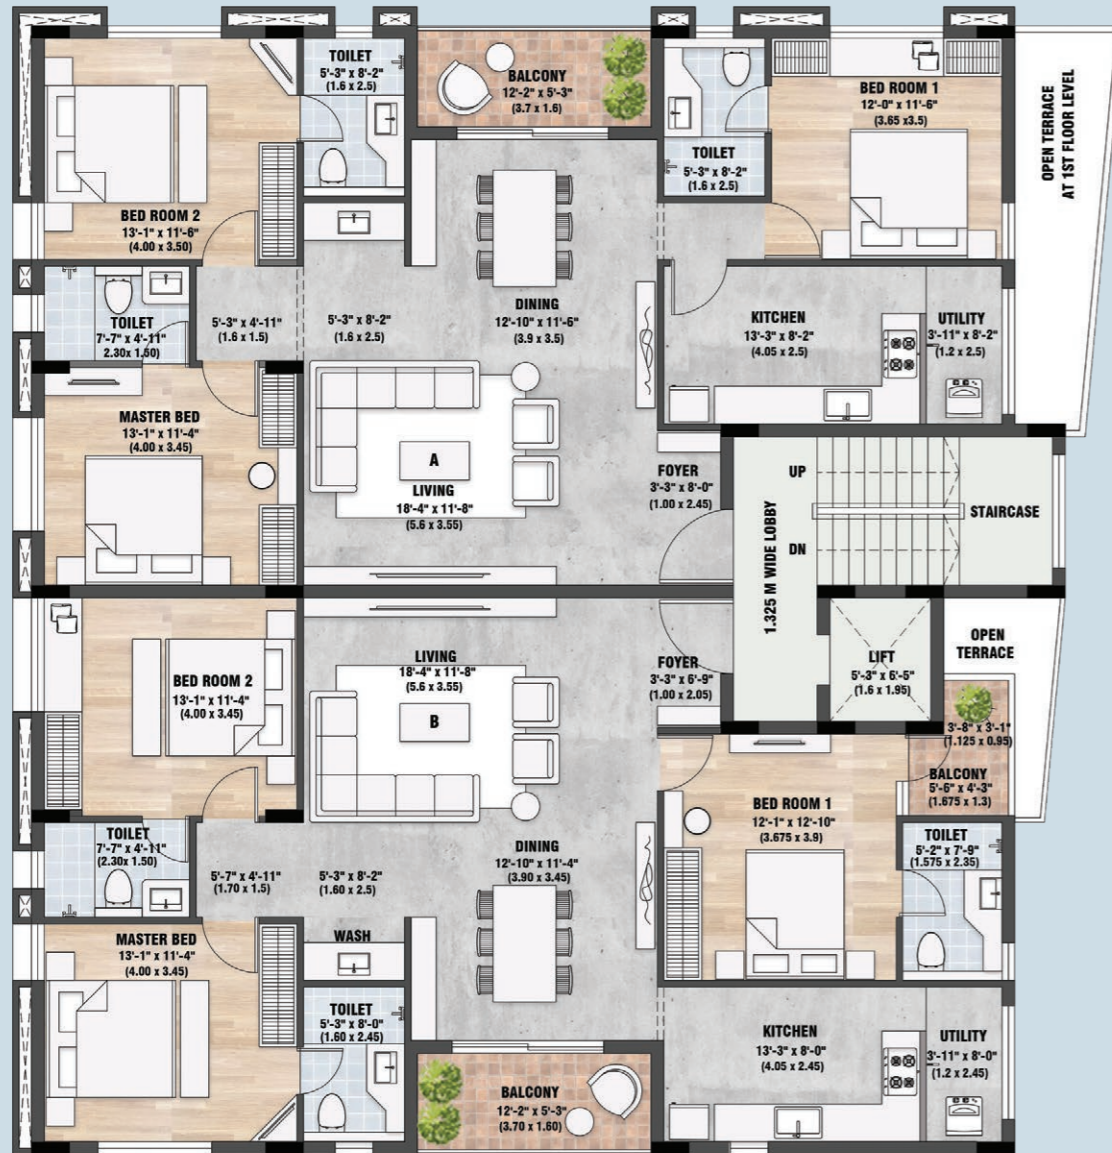 TOILET
5'-3" x 8'-2"
(1.6 x 2.5)
BALCONY
12'-2" x 5'-3"
(3.7 x 1.6)
BED ROOM 1
12'-0" x 11'-6"
(3.65 x3.5)
OPEN TERRACE
AT 1ST FLOOR LEVEL
TOILET
5'-3" x 8'-2"
(1.6 x 2.5)
BED ROOM 2
13'-1" x 11'-6"
(4.00 x 3.50)
TOILET
7'-7" x 4'-11"
2.30x 1.50)
5'-3" x 4'-11"
(1.6 x 1.5)
5'-3" x 8'-2"
(1.6 x 2.5)
DINING
12'-10" x 11'-6"
(3.9 x 3.5)
KITCHEN
13'-3" x 8'-2"
(4.05 x 2.5)
UTILITY
3'-11" x 8'-2"
(1.2 x 2.5)
MASTER BED
13'-1" x 11'-4"
(4.00 x 3.45)
A
LIVING
18'-4" x 11'-8"
(5.6 x 3.55)
FOYER
3'-3" x 8'-0"
(1.00 x 2.45)
UP
STAIRCASE
DN
1.325 M WIDE LOBBY
BED ROOM 2
13'-1" x 11'-4"
(4.00 x 3.45)
LIVING
18'-4" x 11'-8"
(5.6 x 3.55)
B
FOYER
3'-3" x 6'-9"
(1.00 x 2.05)
LIFT
5'-3" x 6'-5"
(1.6 x 1.95)
OPEN
TERRACE
3'-8" x 3'-1"
(1.125 x 0.95)
BALCONY
5'-6" x 4'-3"
(1.675 x 1.3)
BED ROOM 1
12'-1" x 12'-10"
(3.675 x 3.9)
TOILET
5'-2" x 7'-9"
(1.575 x 2.35)
TOILET
7'-7" x 4'-11"
(2.30x 1.50)
5'-7" x 4'-11"
(1.70 x 1.5)
5'-3" x 8'-2"
(1.60 x 2.5)
DINING
12'-10" x 11'-4"
(3.90 x 3.45)
WASH
MASTER BED
13'-1" x 11'-4"
(4.00 x 3.45)
TOILET
5'-3" x 8'-0"
(1.60 x 2.45)
KITCHEN
13'-3" x 8'-0"
(4.05 x 2.45)
UTILITY
3'-11" x 8'-0"
(1.2 x 2.45)
BALCONY
12'-2" x 5'-3"
(3.70 x 1.60)